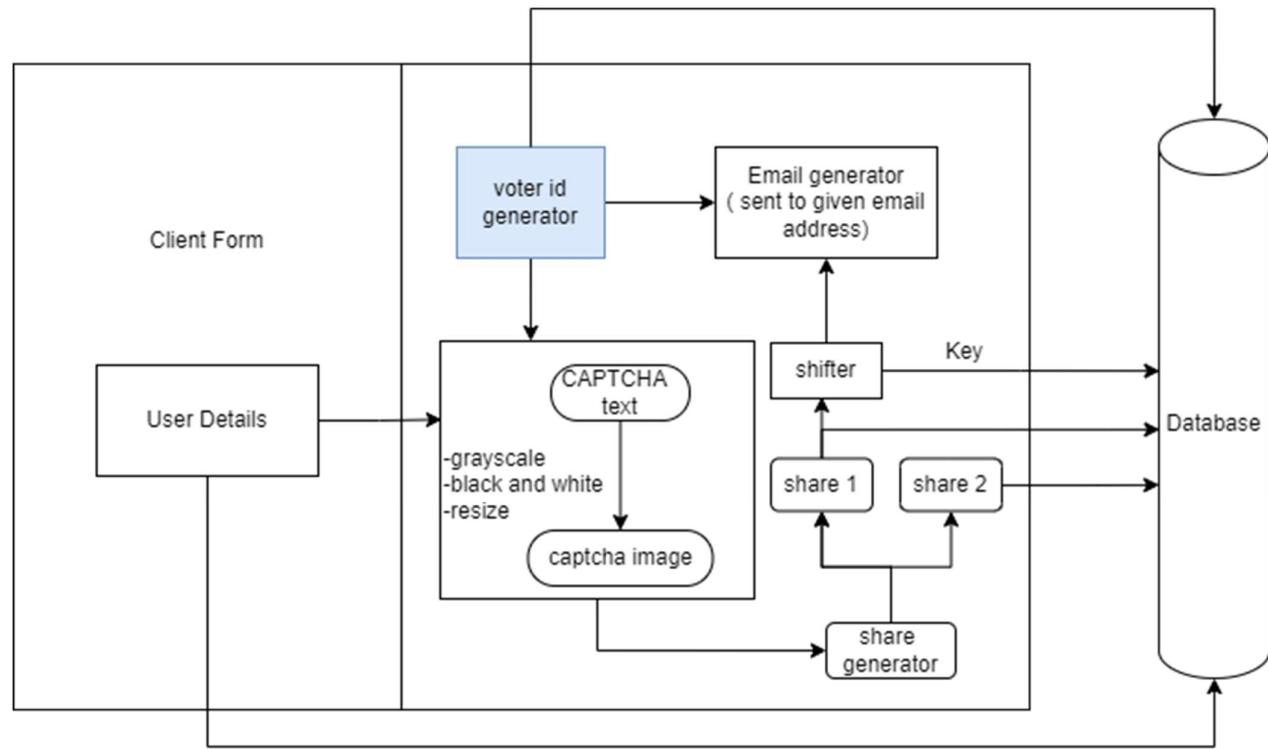 voter id
generator
Email generator
( sent to given email
address)
Client Form
Key
shifter
CAPTCHA
text
User Details
Database
-grayscale
-black and white
-resize
share 1
share 2
captcha image
share
generator